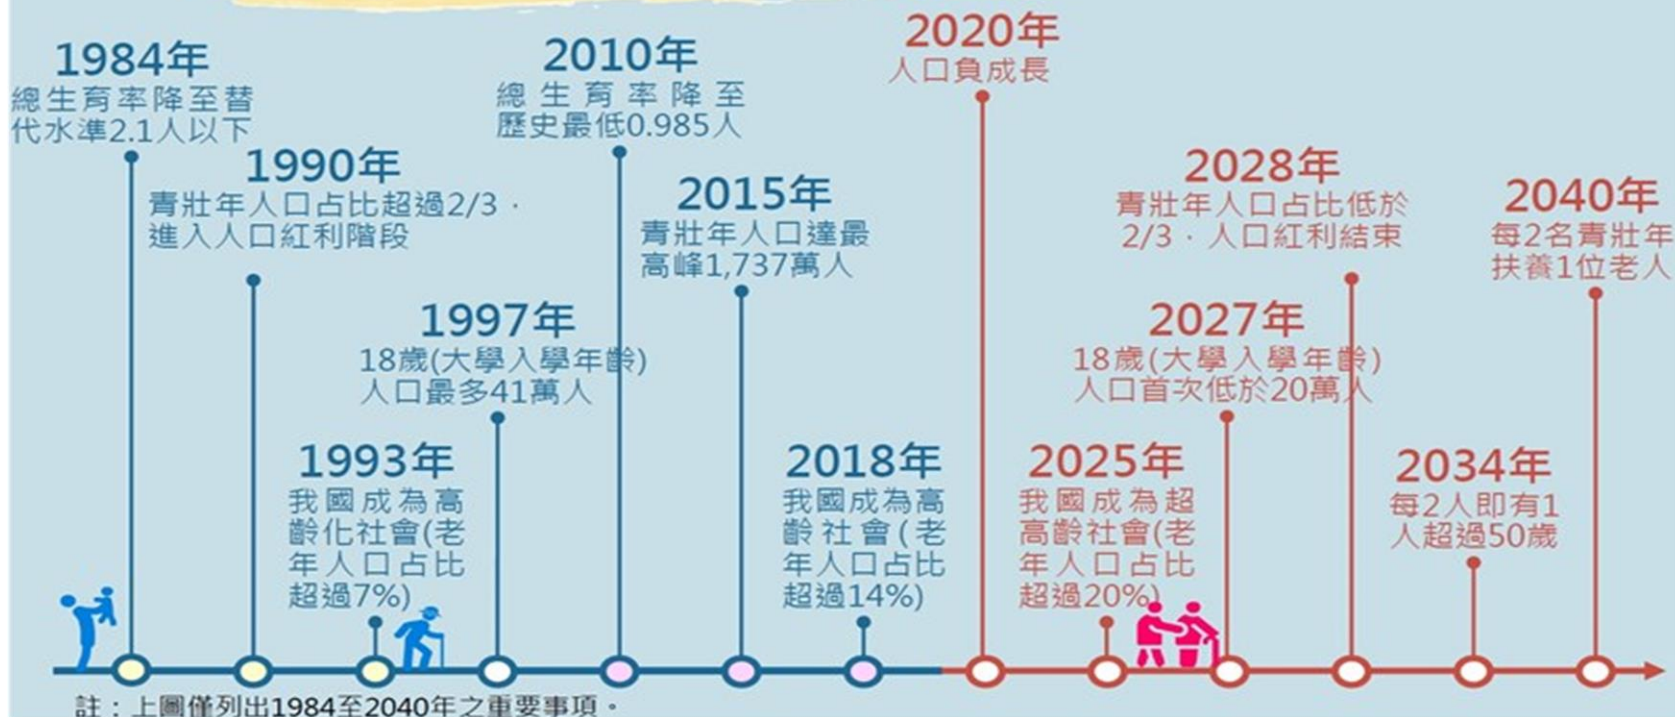 1984年
總生育率降至替
代水準2.1人以下
1990年
青壯年人口占比超過2/3，
進入人口紅利階段
1993年
我國成為高
齡化社會(老
年人口占比
超過7%)
1997年
18歲(大學入學年齡)
人口最多41萬人
2010年
總生育率降至
歷史最低0.985人
2015年
青壯年人口達最
高峰1,737萬人
2018年
我國成為高
齡社會(老
年人口占比
超過14%)
2020年
人口負成長
2025年
我國成為超
高齡社會(老
年人口占比
超過20%)
2027年
18歲(大學入學年齡)
人口首次低於20萬人
2028年
青壯年人口占比低於
2/3，人口紅利結束
2034年
每2人即有1
人超過50歲
2040年
每2名青壯年
扶養1位老人
註：上圖僅列出1984至2040年之重要事項。